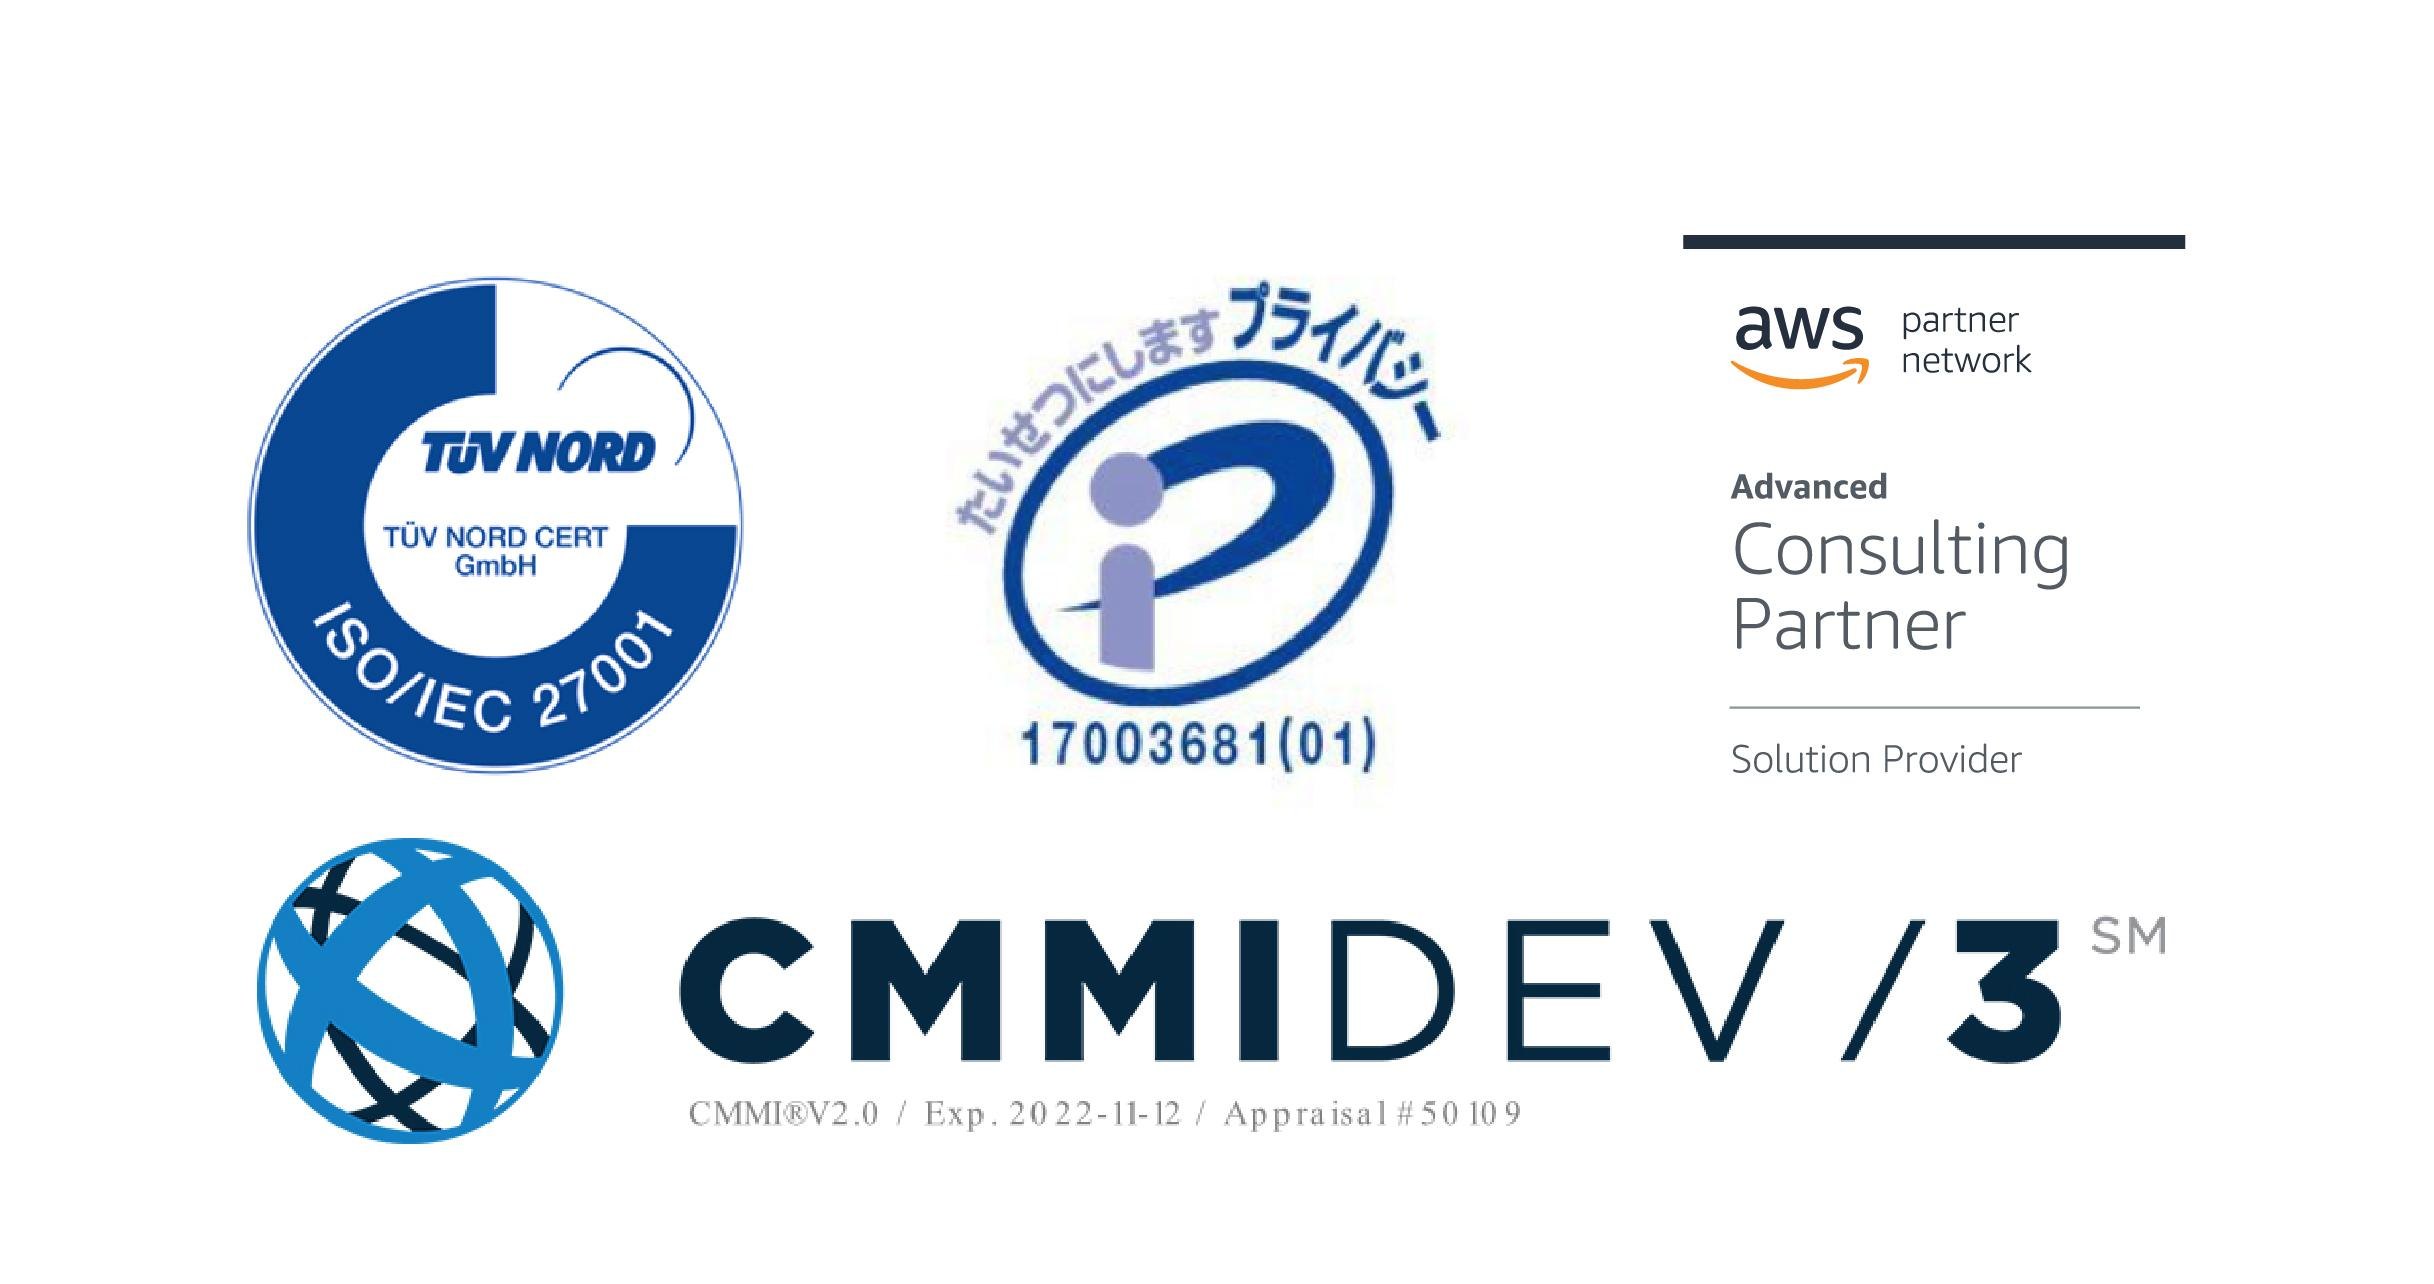 TÜV NORD
TÜV NORD CERT
GmbH
ISO/IEC 27001
たいせつにしますプライバシー
17003681(01)
aws partner
network
Advanced
Consulting
Partner
Solution Provider
CMMIDEV/3 SM
CMMI®V2.0 / Exp. 2022-11-12 / Appraisal #50109